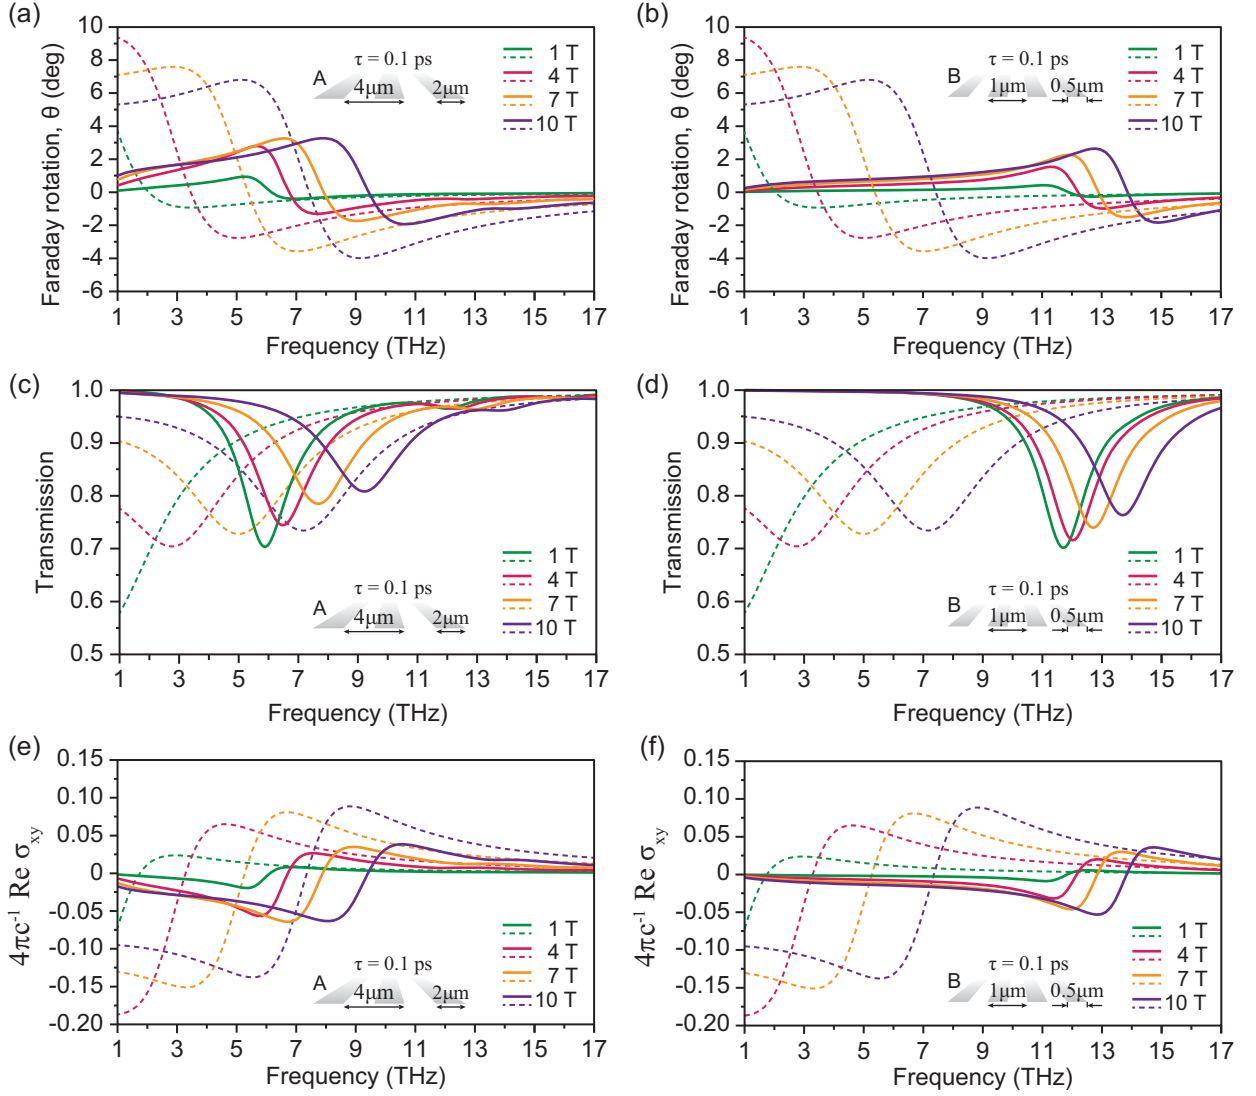 (a)
Faraday rotation, θ (deg)
10
8
6
4
2
0
-2
-4
-6
1 3 5 7 9 11 13 15 17
Frequency (THz)
τ = 0.1 ps
A 4μm 2μm
1 T
4 T
7 T
10 T
(b)
Faraday rotation, θ (deg)
10
8
6
4
2
0
-2
-4
-6
1 3 5 7 9 11 13 15 17
Frequency (THz)
τ = 0.1 ps
B 1μm 0.5μm
1 T
4 T
7 T
10 T
(c)
Transmission
1.0
0.9
0.8
0.7
0.6
0.5
1 3 5 7 9 11 13 15 17
Frequency (THz)
τ = 0.1 ps
A 4μm 2μm
1 T
4 T
7 T
10 T
(d)
Transmission
1.0
0.9
0.8
0.7
0.6
0.5
1 3 5 7 9 11 13 15 17
Frequency (THz)
τ = 0.1 ps
B 1μm 0.5μm
1 T
4 T
7 T
10 T
(e)
4πc⁻¹ Re σxy
0.15
0.10
0.05
0
-0.05
-0.10
-0.15
-0.20
1 3 5 7 9 11 13 15 17
Frequency (THz)
τ = 0.1 ps
A 4μm 2μm
1 T
4 T
7 T
10 T
(f)
4πc⁻¹ Re σxy
0.15
0.10
0.05
0
-0.05
-0.10
-0.15
-0.20
1 3 5 7 9 11 13 15 17
Frequency (THz)
τ = 0.1 ps
B 1μm 0.5μm
1 T
4 T
7 T
10 T